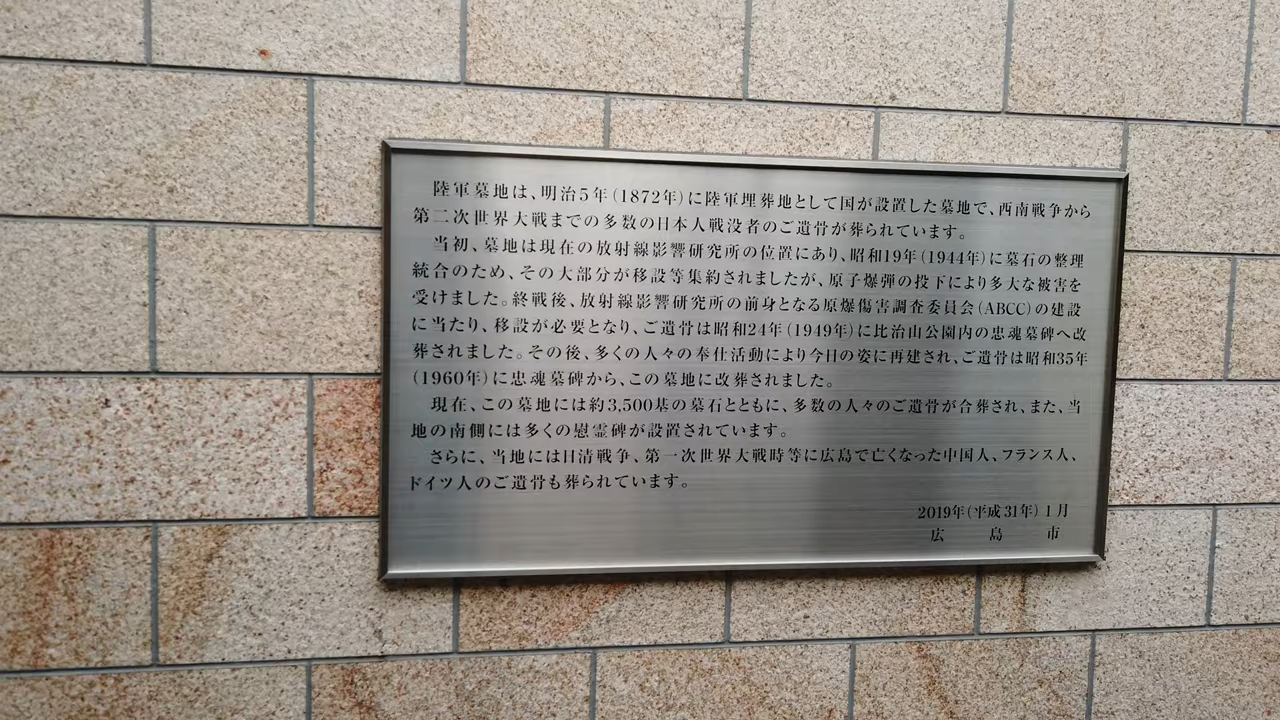 陸軍墓地は、明治5年(1872年)に陸軍埋葬地として国が設置した墓地で、西南戦争から
第二次世界大戦までの多数の日本人戦没者のご遺骨が葬られています。
当初、墓地は現在の放射線影響研究所の位置にあり、昭和19年(1944年)に墓石の整理
統合のため、その大部分が移設等集約されましたが、原子爆弾の投下により多大な被害を
受けました。終戦後、放射線影響研究所の前身となる原爆傷害調査委員会(ABCC)の建設
に当たり、移設が必要となり、ご遺骨は昭和24年(1949年)に比治山公園内の忠魂墓碑へ改
葬されました。その後、多くの人々の奉仕活動により今日の姿に再建され、ご遺骨は昭和35年
(1960年)に忠魂墓碑から、この墓地に改葬されました。
現在、この墓地には約3,500基の墓石とともに、多数の人々のご遺骨が合葬され、また、当
地の南側には多くの慰霊碑が設置されています。
さらに、当地には日清戦争、第一次世界大戦時等に広島で亡くなった中国人、フランス人、
ドイツ人のご遺骨も葬られています。
2019年(平成31年)1月
広島市